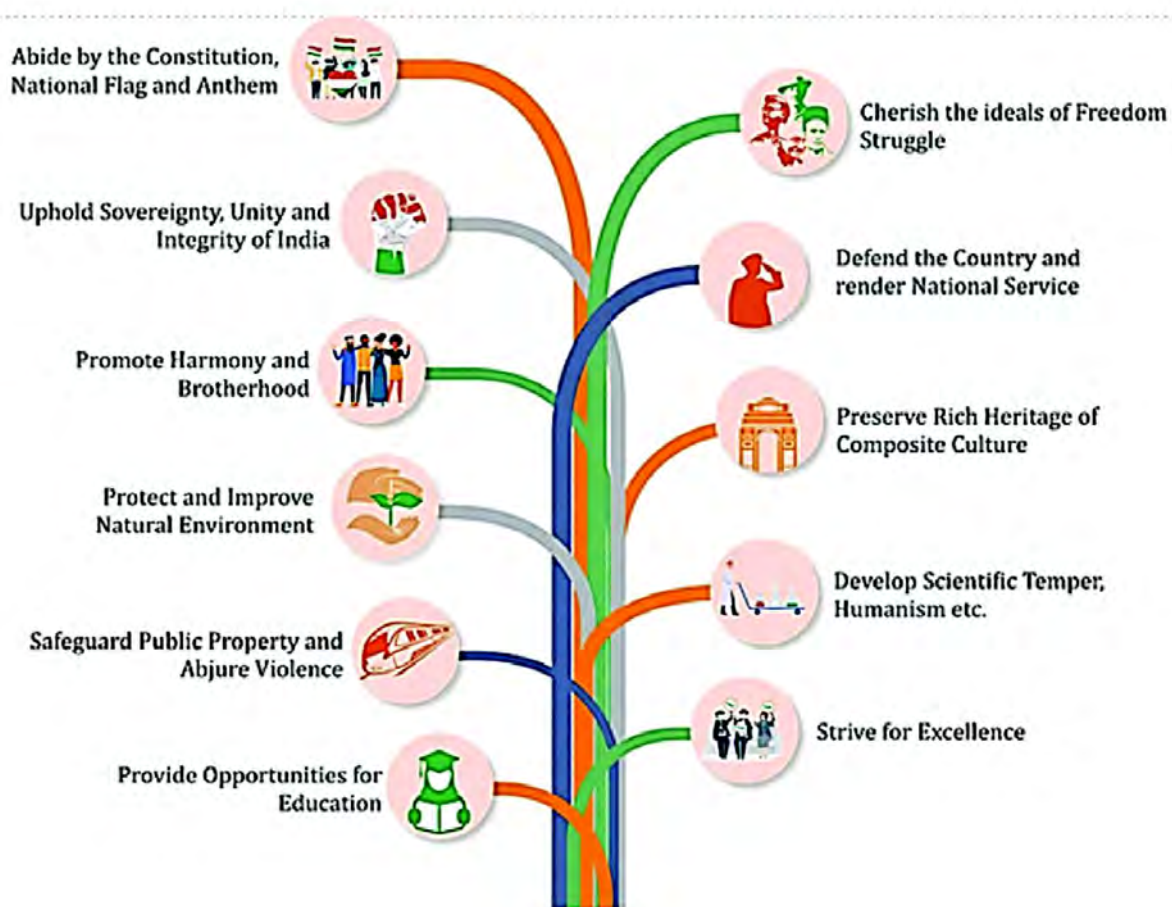 Abide by the Constitution,
National Flag and Anthem
Cherish the ideals of Freedom
Struggle
Uphold Sovereignty, Unity and
Integrity of India
Defend the Country and
render National Service
Promote Harmony and
Brotherhood
Preserve Rich Heritage of
Composite Culture
Protect and Improve
Natural Environment
Develop Scientific Temper,
Humanism etc.
Safeguard Public Property and
Abjure Violence
Strive for Excellence
Provide Opportunities for
Education